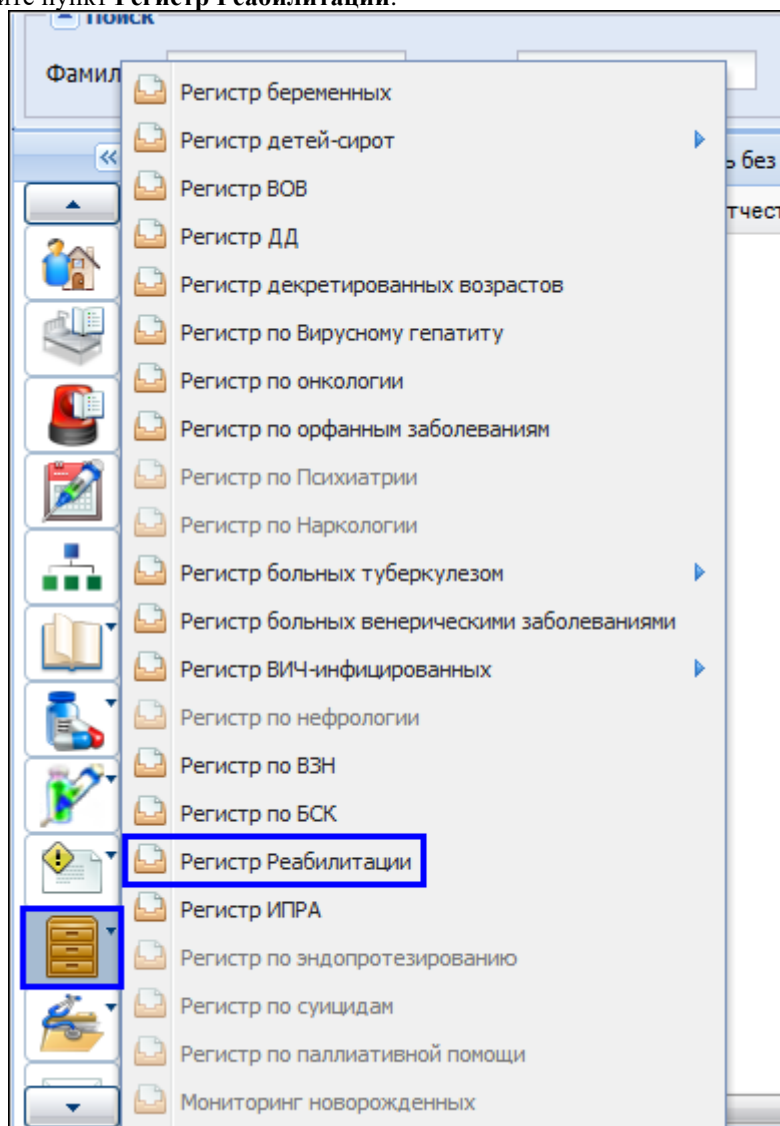 пункт Регистр Реабилитации.
Поиск
Фамил
Регистр беременных
Регистр детей-сирот
ь без
Регистр ВОВ
тчест
Регистр ДД
Регистр декретированных возрастов
Регистр по Вирусному гепатиту
Регистр по онкологии
Регистр по орфанным заболеваниям
Регистр по Психиатрии
Регистр по Наркологии
Регистр больных туберкулезом
Регистр больных венерическими заболеваниями
Регистр ВИЧ-инфицированных
Регистр по нефрологии
Регистр по ВЗН
Регистр по БСК
Регистр Реабилитации
Регистр ИПРА
Регистр по эндопротезированию
Регистр по суицидам
Регистр по паллиативной помощи
Мониторинг новорожденных